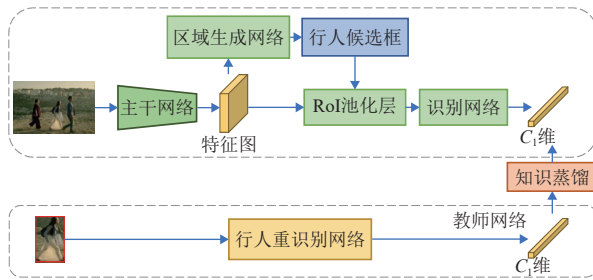 区域生成网络
行人候选框
主干网络
特征图
RoI池化层
识别网络
C₁维
知识蒸馏
教师网络
行人重识别网络
C₁维